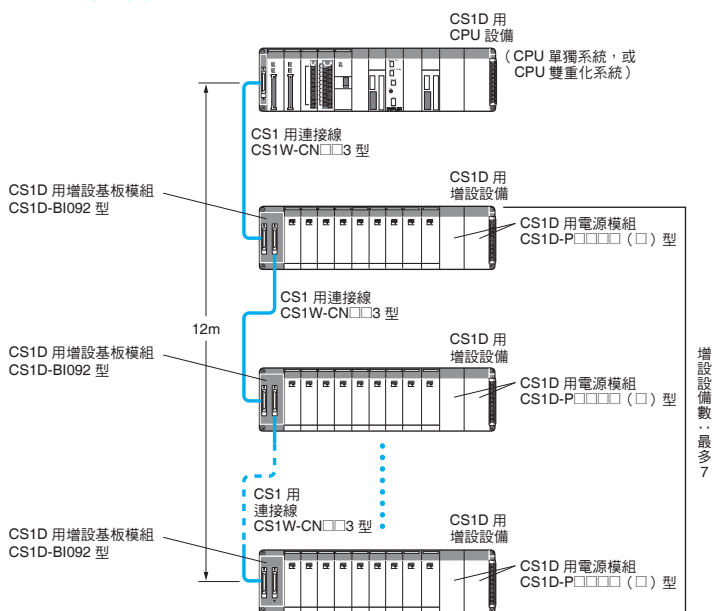 CS1D 用
CPU 設備
（CPU 單獨系統，或
CPU 雙重化系統）
CS1 用連接線
CS1W-CN□□3 型
CS1D 用增設基板模組
CS1D-BI092 型
CS1D 用
增設設備
CS1D 用電源模組
CS1D-P□□□□（□）型
CS1 用連接線
CS1W-CN□□3 型
12m
CS1D 用增設基板模組
CS1D-BI092 型
CS1D 用
增設設備
CS1D 用電源模組
CS1D-P□□□□（□）型
增設設備數：最多7
CS1 用
連接線
CS1W-CN□□3 型
CS1D 用增設基板模組
CS1D-BI092 型
CS1D 用
增設設備
CS1D 用電源模組
CS1D-P□□□□（□）型